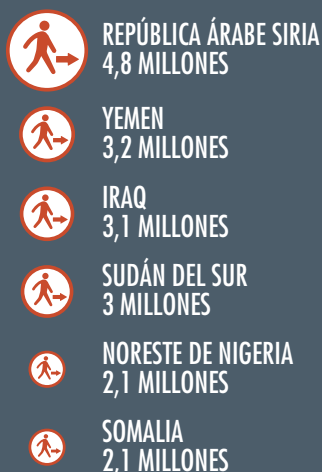 REPÚBLICA ÁRABE SIRIA
4,8 MILLONES
YEMEN
3,2 MILLONES
IRAQ
3,1 MILLONES
SUDÁN DEL SUR
3 MILLONES
NORESTE DE NIGERIA
2,1 MILLONES
SOMALIA
2,1 MILLONES